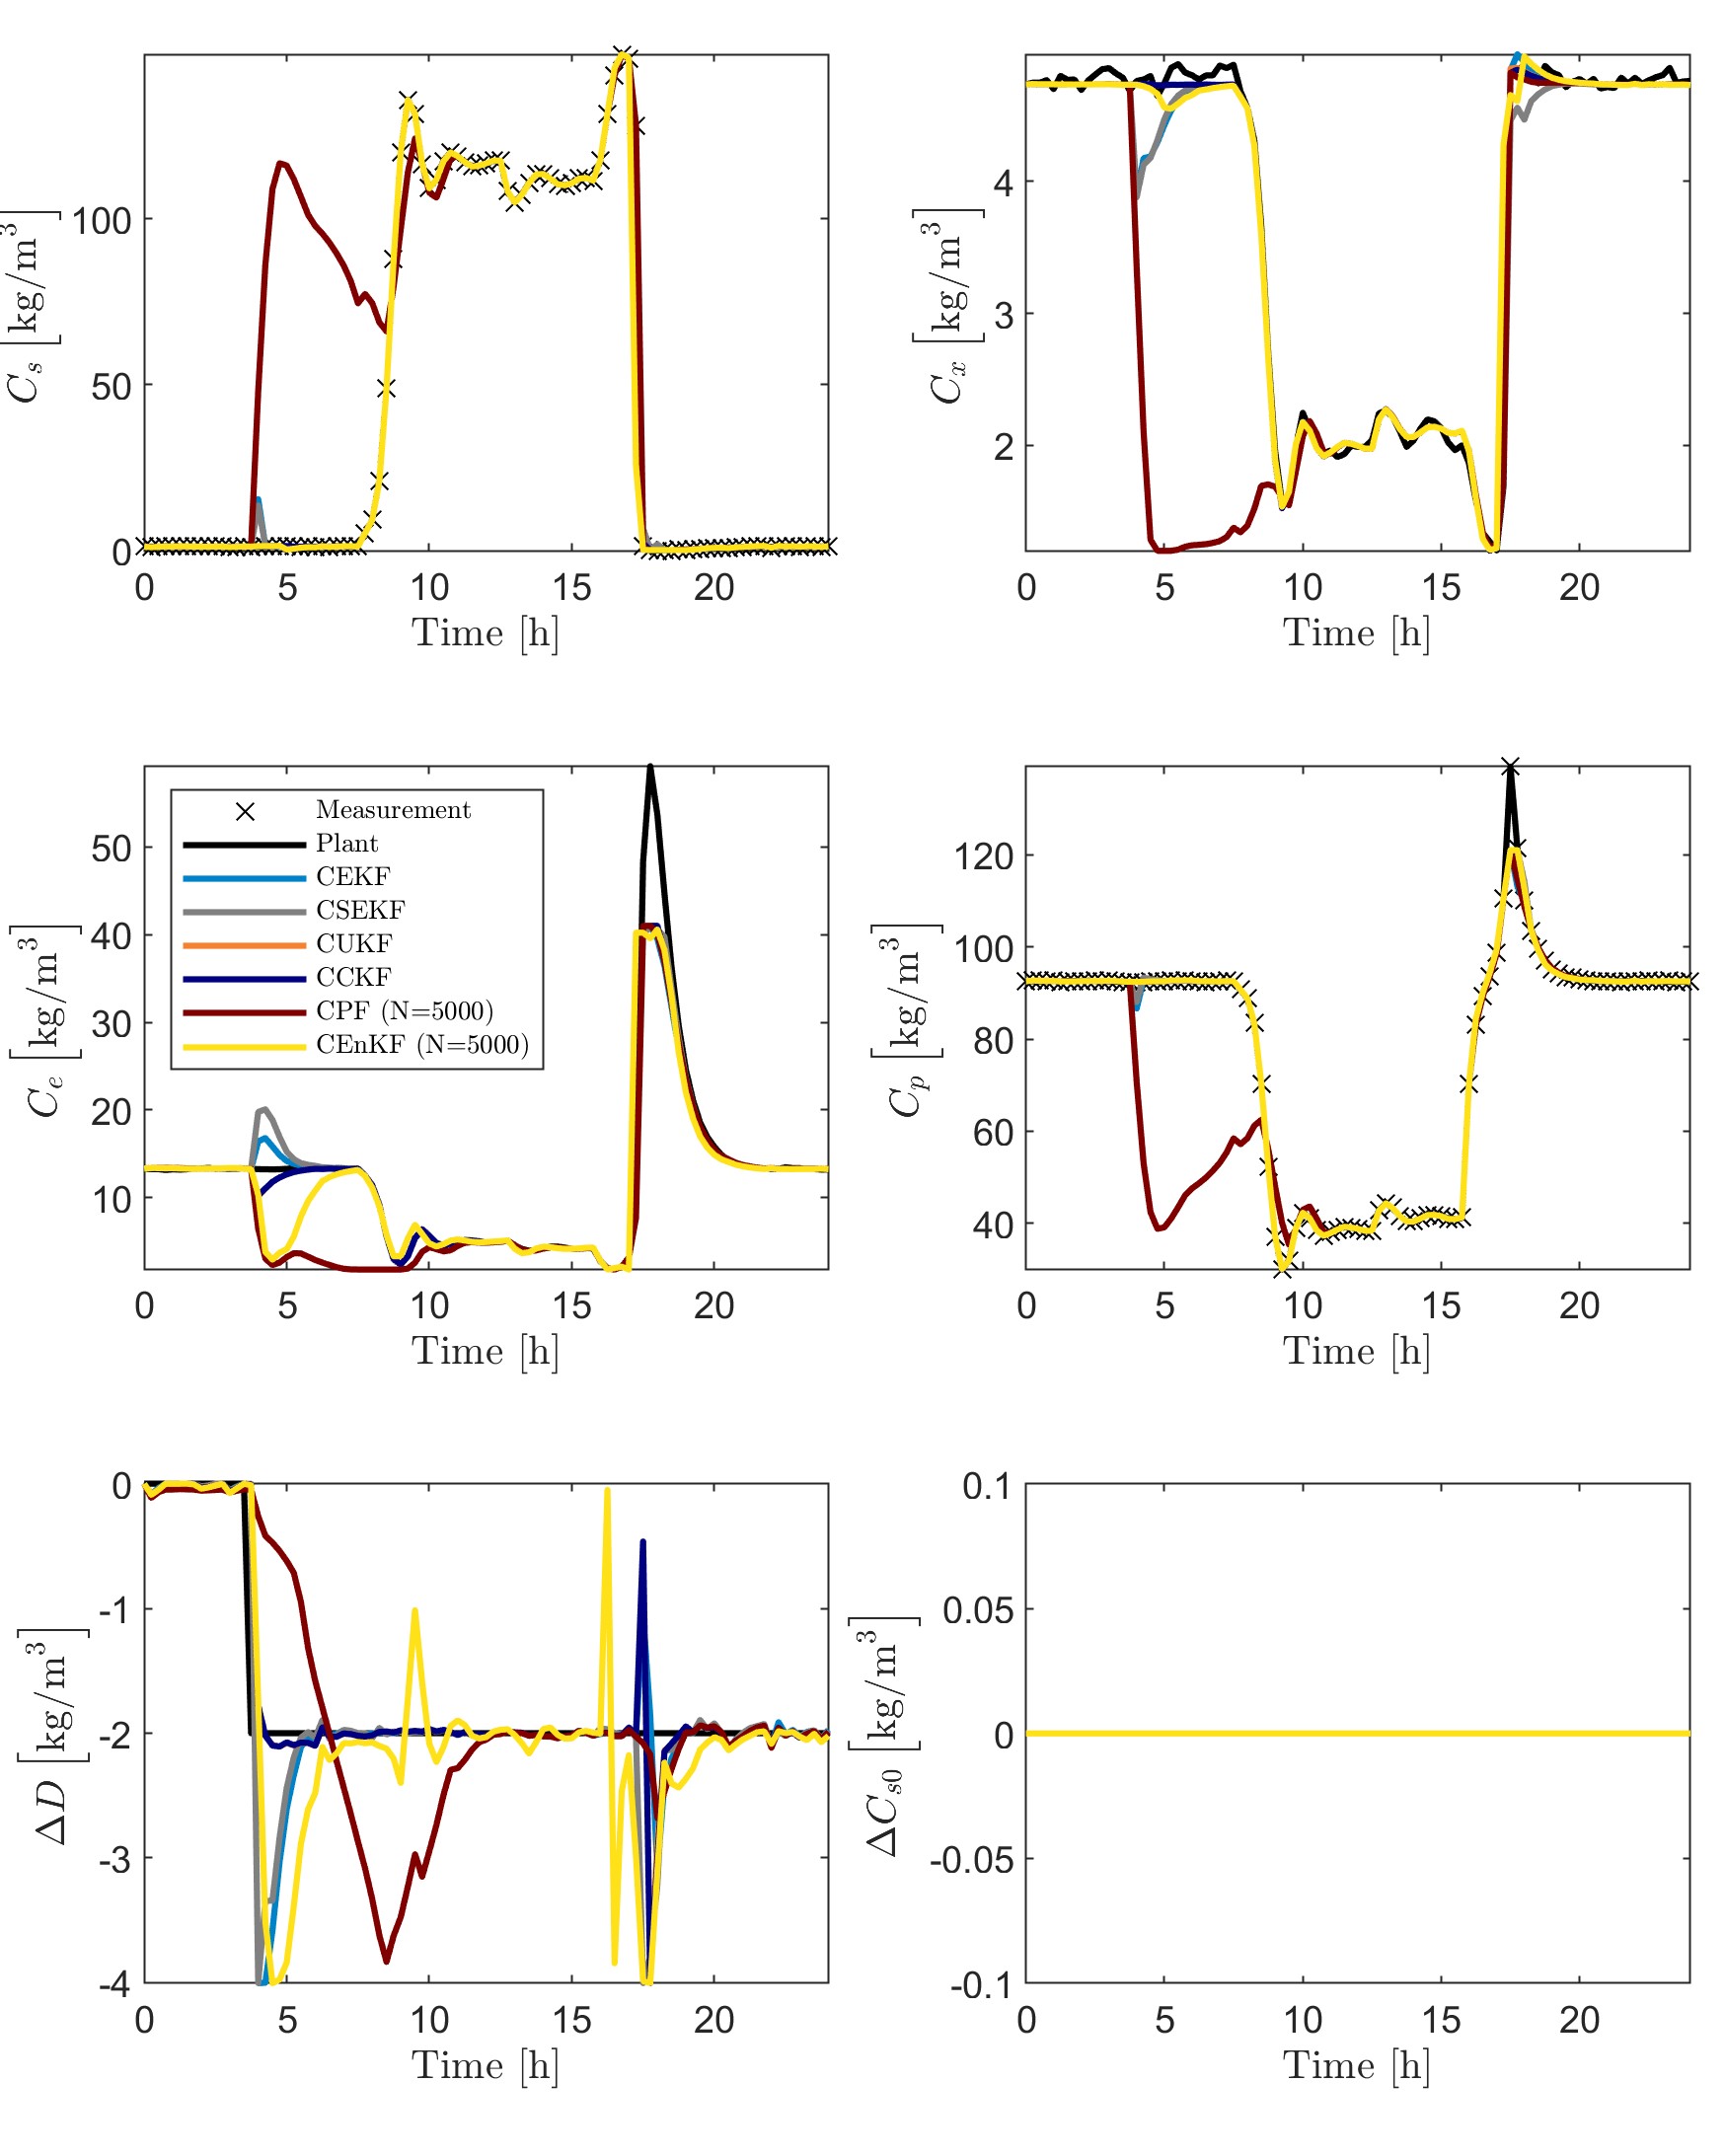 C_s [kg/m^3]
100
50
0
0 5 10 15 20
Time [h]
C_x [kg/m^3]
4
3
2
0 5 10 15 20
Time [h]
C_e [kg/m^3]
50
40
30
20
10
Measurement
Plant
CEKF
CSEKF
CUKF
CCKF
CPF (N=5000)
CEnKF (N=5000)
0 5 10 15 20
Time [h]
C_p [kg/m^3]
120
100
80
60
40
0 5 10 15 20
Time [h]
ΔD [kg/m^3]
0
-1
-2
-3
-4
0 5 10 15 20
Time [h]
ΔC_s0 [kg/m^3]
0.1
0.05
0
-0.05
-0.1
0 5 10 15 20
Time [h]